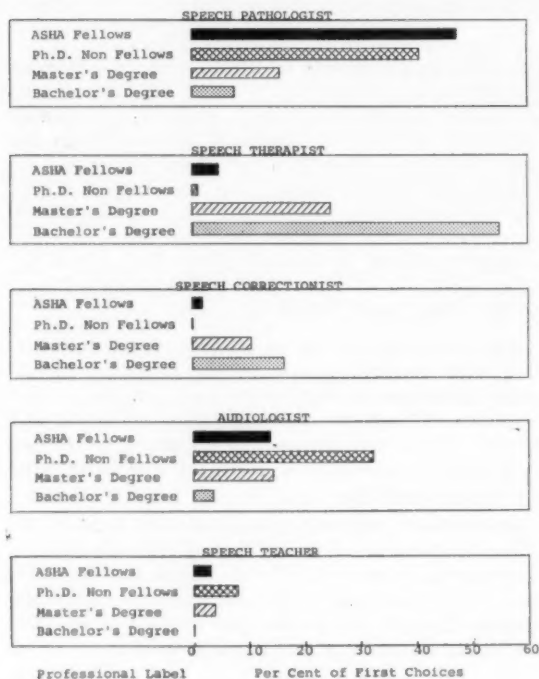 SPEECH PATHOLOGIST
ASHA Fellows
Ph.D. Non Fellows
Master's Degree
Bachelor's Degree
SPEECH THERAPIST
ASHA Fellows
Ph.D. Non Fellows
Master's Degree
Bachelor's Degree
SPEECH CORRECTIONIST
ASHA Fellows
Ph.D. Non Fellows
Master's Degree
Bachelor's Degree
AUDIOLOGIST
ASHA Fellows
Ph.D. Non Fellows
Master's Degree
Bachelor's Degree
SPEECH TEACHER
ASHA Fellows
Ph.D. Non Fellows
Master's Degree
Bachelor's Degree
0 10 20 30 40 50 60
Professional Label Per Cent of First Choices